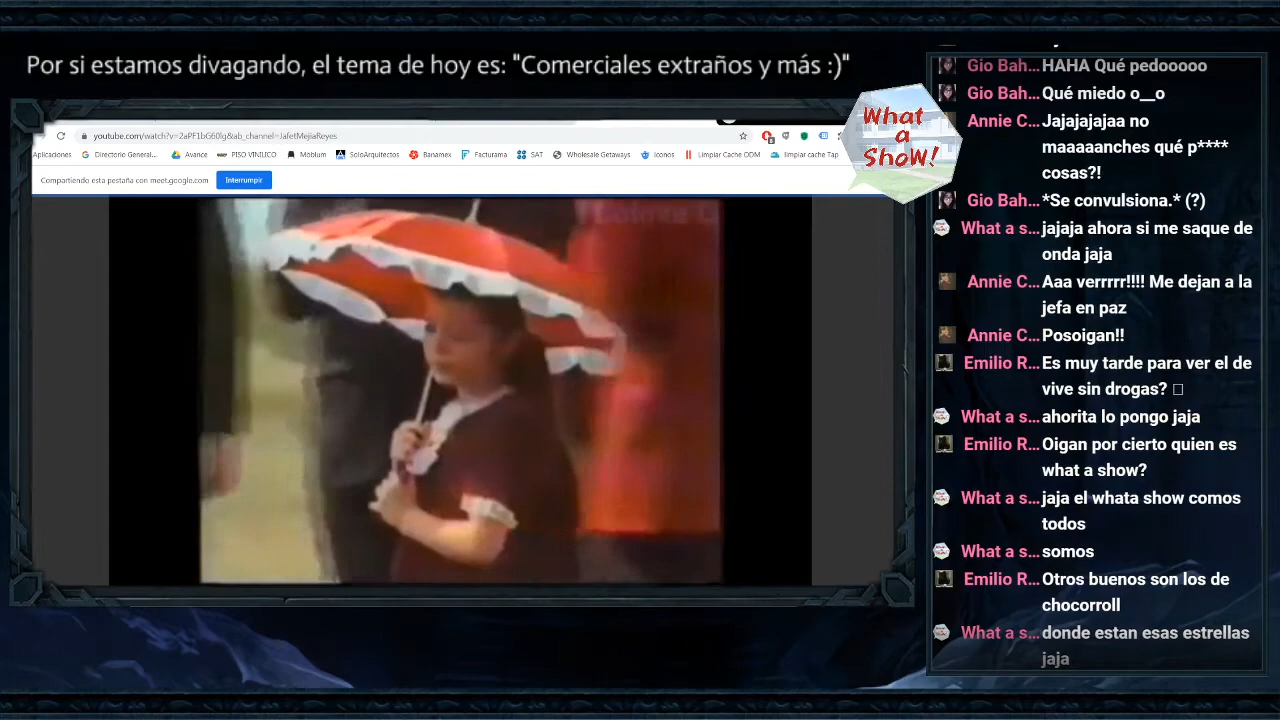 Por si estamos divagando, el tema de hoy es: "Comerciales extraños y más :)"
youtube.com/watch?v=2aPF1bG60lg&ab_channel=JafetMejiaReyes
Aplicaciones Directorio General... Avance PISO VINILICO Moblum SoloArquitectos Banamex Facturama SAT Wholesale Getaways Iconos Limpiar Cache ODM limpiar cache Tap
Compartiendo esta pestaña con meet.google.com Interrumpir
What
a
ShoW!
Gio Bah... HAHA Qué pedooooo
Gio Bah... Qué miedo o__o
Annie C... Jajajajajaa no
maaaaanches qué p****
cosas?!
Gio Bah... *Se convulsiona.* (?)
What a s... jajaja ahora si me saque de
onda jaja
Annie C... Aaa verrrrr!!!! Me dejan a la
jefa en paz
Annie C... Posoigan!!
Emilio R... Es muy tarde para ver el de
vive sin drogas?
What a s... ahorita lo pongo jaja
Emilio R... Oigan por cierto quien es
what a show?
What a s... jaja el whata show comos
todos
What a s... somos
Emilio R... Otros buenos son los de
chocorroll
What a s... donde estan esas estrellas
jaja